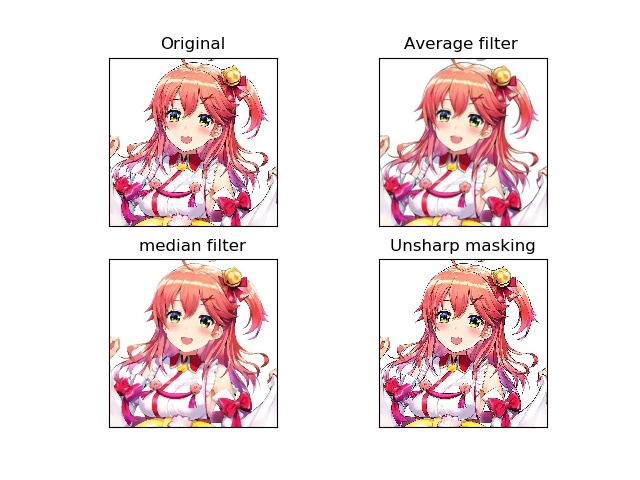 Original
Average filter
median filter
Unsharp masking